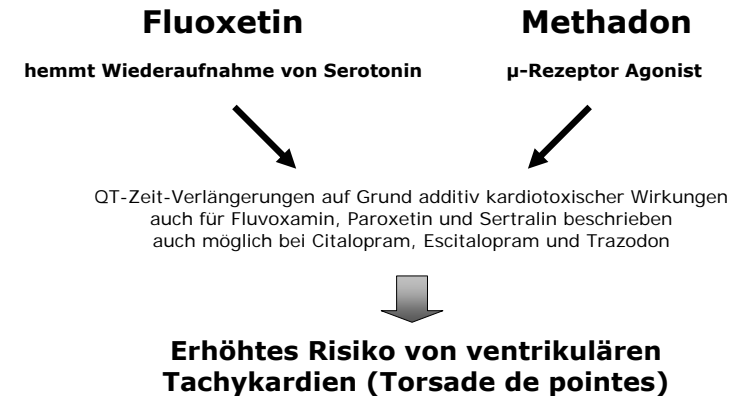 Fluoxetin
Methadon
hemmt Wiederaufnahme von Serotonin
µ-Rezeptor Agonist
QT-Zeit-Verlängerungen auf Grund additiv kardiotoxischer Wirkungen
auch für Fluvoxamin, Paroxetin und Sertralin beschrieben
auch möglich bei Citalopram, Escitalopram und Trazodon
Erhöhtes Risiko von ventrikulären
Tachykardien (Torsade de pointes)